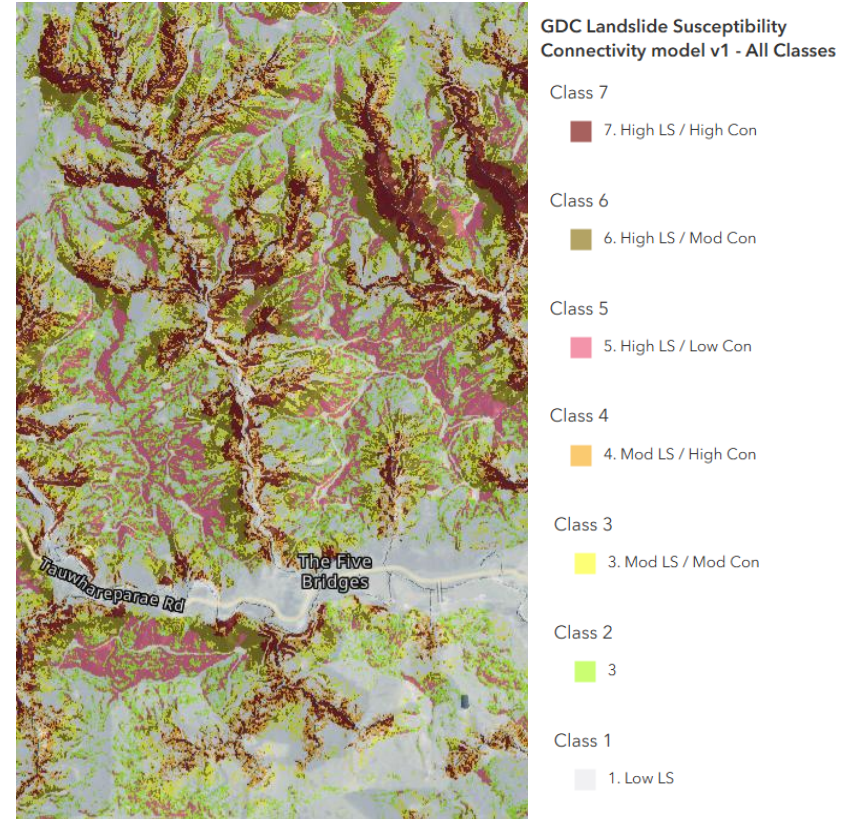 GDC Landslide Susceptibility
Connectivity model v1 - All Classes
Class 7
7. High LS / High Con
Class 6
6. High LS / Mod Con
Class 5
5. High LS / Low Con
Class 4
4. Mod LS / High Con
Class 3
3. Mod LS / Mod Con
Class 2
3
Class 1
1. Low LS
The Five
Bridges
Tauwhareparae Rd